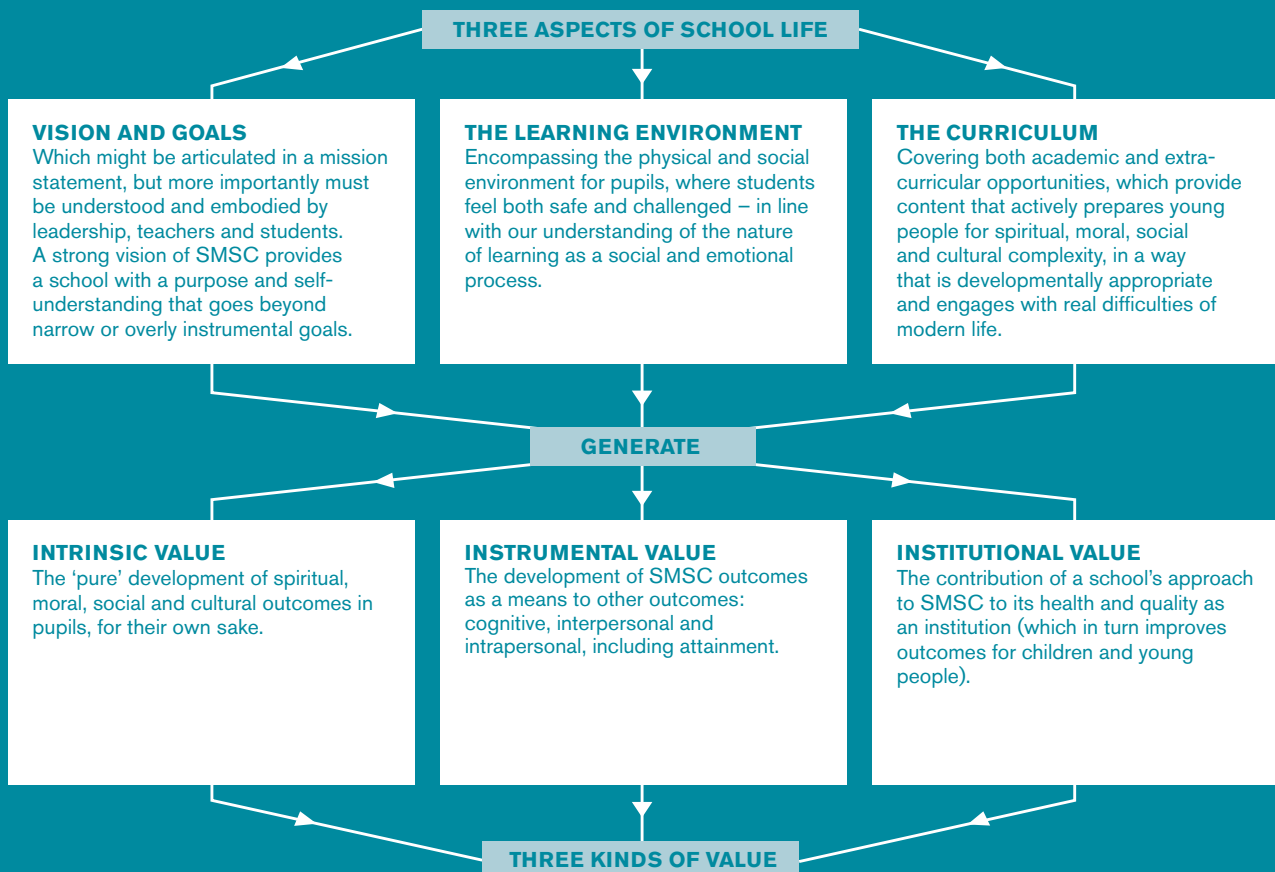 THREE ASPECTS OF SCHOOL LIFE
VISION AND GOALS
Which might be articulated in a mission
statement, but more importantly must
be understood and embodied by
leadership, teachers and students.
A strong vision of SMSC provides
a school with a purpose and self-
understanding that goes beyond
narrow or overly instrumental goals.
THE LEARNING ENVIRONMENT
Encompassing the physical and social
environment for pupils, where students
feel both safe and challenged – in line
with our understanding of the nature
of learning as a social and emotional
process.
THE CURRICULUM
Covering both academic and extra-
curricular opportunities, which provide
content that actively prepares young
people for spiritual, moral, social
and cultural complexity, in a way
that is developmentally appropriate
and engages with real difficulties of
modern life.
GENERATE
INTRINSIC VALUE
The ‘pure’ development of spiritual,
moral, social and cultural outcomes in
pupils, for their own sake.
INSTRUMENTAL VALUE
The development of SMSC outcomes
as a means to other outcomes:
cognitive, interpersonal and
intrapersonal, including attainment.
INSTITUTIONAL VALUE
The contribution of a school’s approach
to SMSC to its health and quality as
an institution (which in turn improves
outcomes for children and young
people).
THREE KINDS OF VALUE